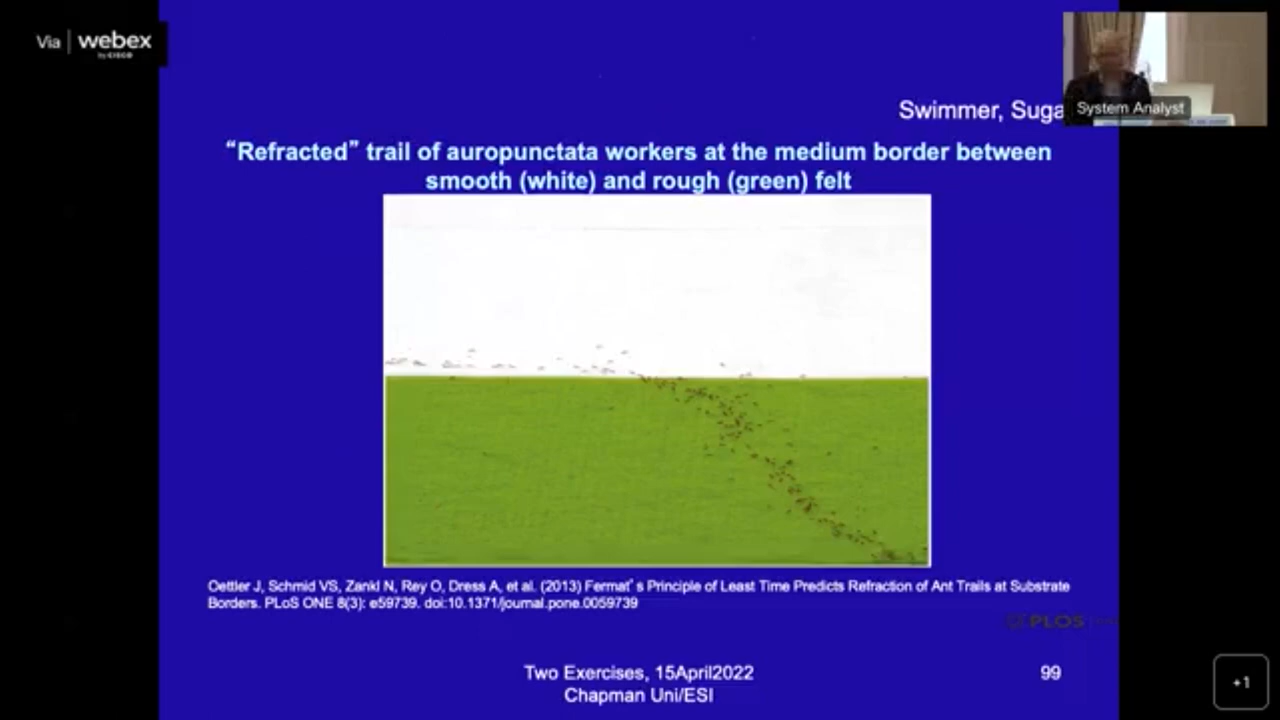 Via | webex
by CISCO
Swimmer, Suga
System Analyst
“Refracted” trail of auropunctata workers at the medium border between
smooth (white) and rough (green) felt
Oettler J, Schmid VS, Zankl N, Rey O, Dress A, et al. (2013) Fermat’s Principle of Least Time Predicts Refraction of Ant Trails at Substrate
Borders. PLoS ONE 8(3): e59739. doi:10.1371/journal.pone.0059739
PLOS
Two Exercises, 15April2022
Chapman Uni/ESI
99
+1